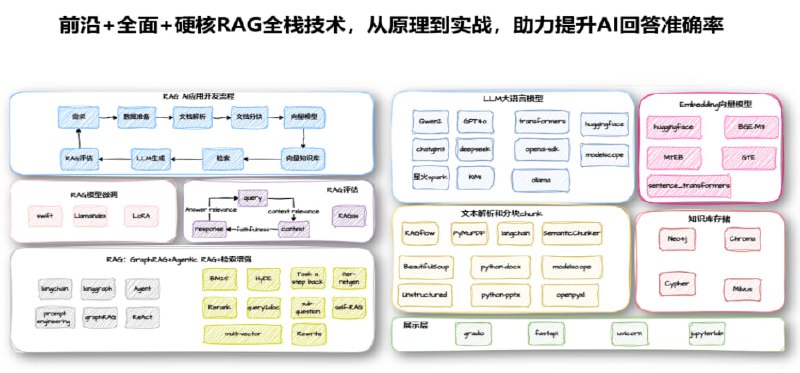 前沿+全面+硬核RAG全栈技术，从原理到实战，助力提升AI回答准确率
RAG AI应用开发流程
需求
数据准备
文档解析
文档分块
向量模型
RAG评估
LLM生成
检索
向量知识库
RAG模型微调
swift
Llamaindex
LoRA
RAG评估
query
Answer relevance
context relevance
response
faithfulness
context
RAGas
RAG：GraphRAG+Agentic RAG+检索增强
langchain
langgraph
Agent
prompt
engineering
graphRAG
ReAct
BM25
HyDE
Took a
step back
iter-
retgen
Rerank
query2doc
sub-
question
self-RAG
multi-vector
Rewrite
LLM大语言模型
Qwen2
GPT4o
transformers
huggingface
chatglm3
deepseek
openai-sdk
modelscope
星火spark
KIMI
ollama
Embedding向量模型
huggingface
BGE-M3
MTEB
GTE
sentence_transformers
文本解析和分块chunk
RAGflow
PyMuPDF
langchain
SemanticChunker
BeautifulSoup
python-docx
modelscope
Unstructured
python-pptx
openpyxl
知识库存储
Neo4j
Chroma
Cypher
Milvus
展示层
gradio
fastapi
uvicorn
jupyterlab